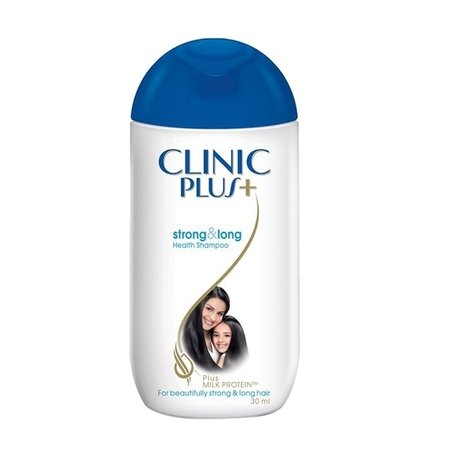 CLINIC
PLUS+
strong&long
Health Shampoo
Plus
MILK PROTEIN™
For beautifully strong & long hair
30 ml